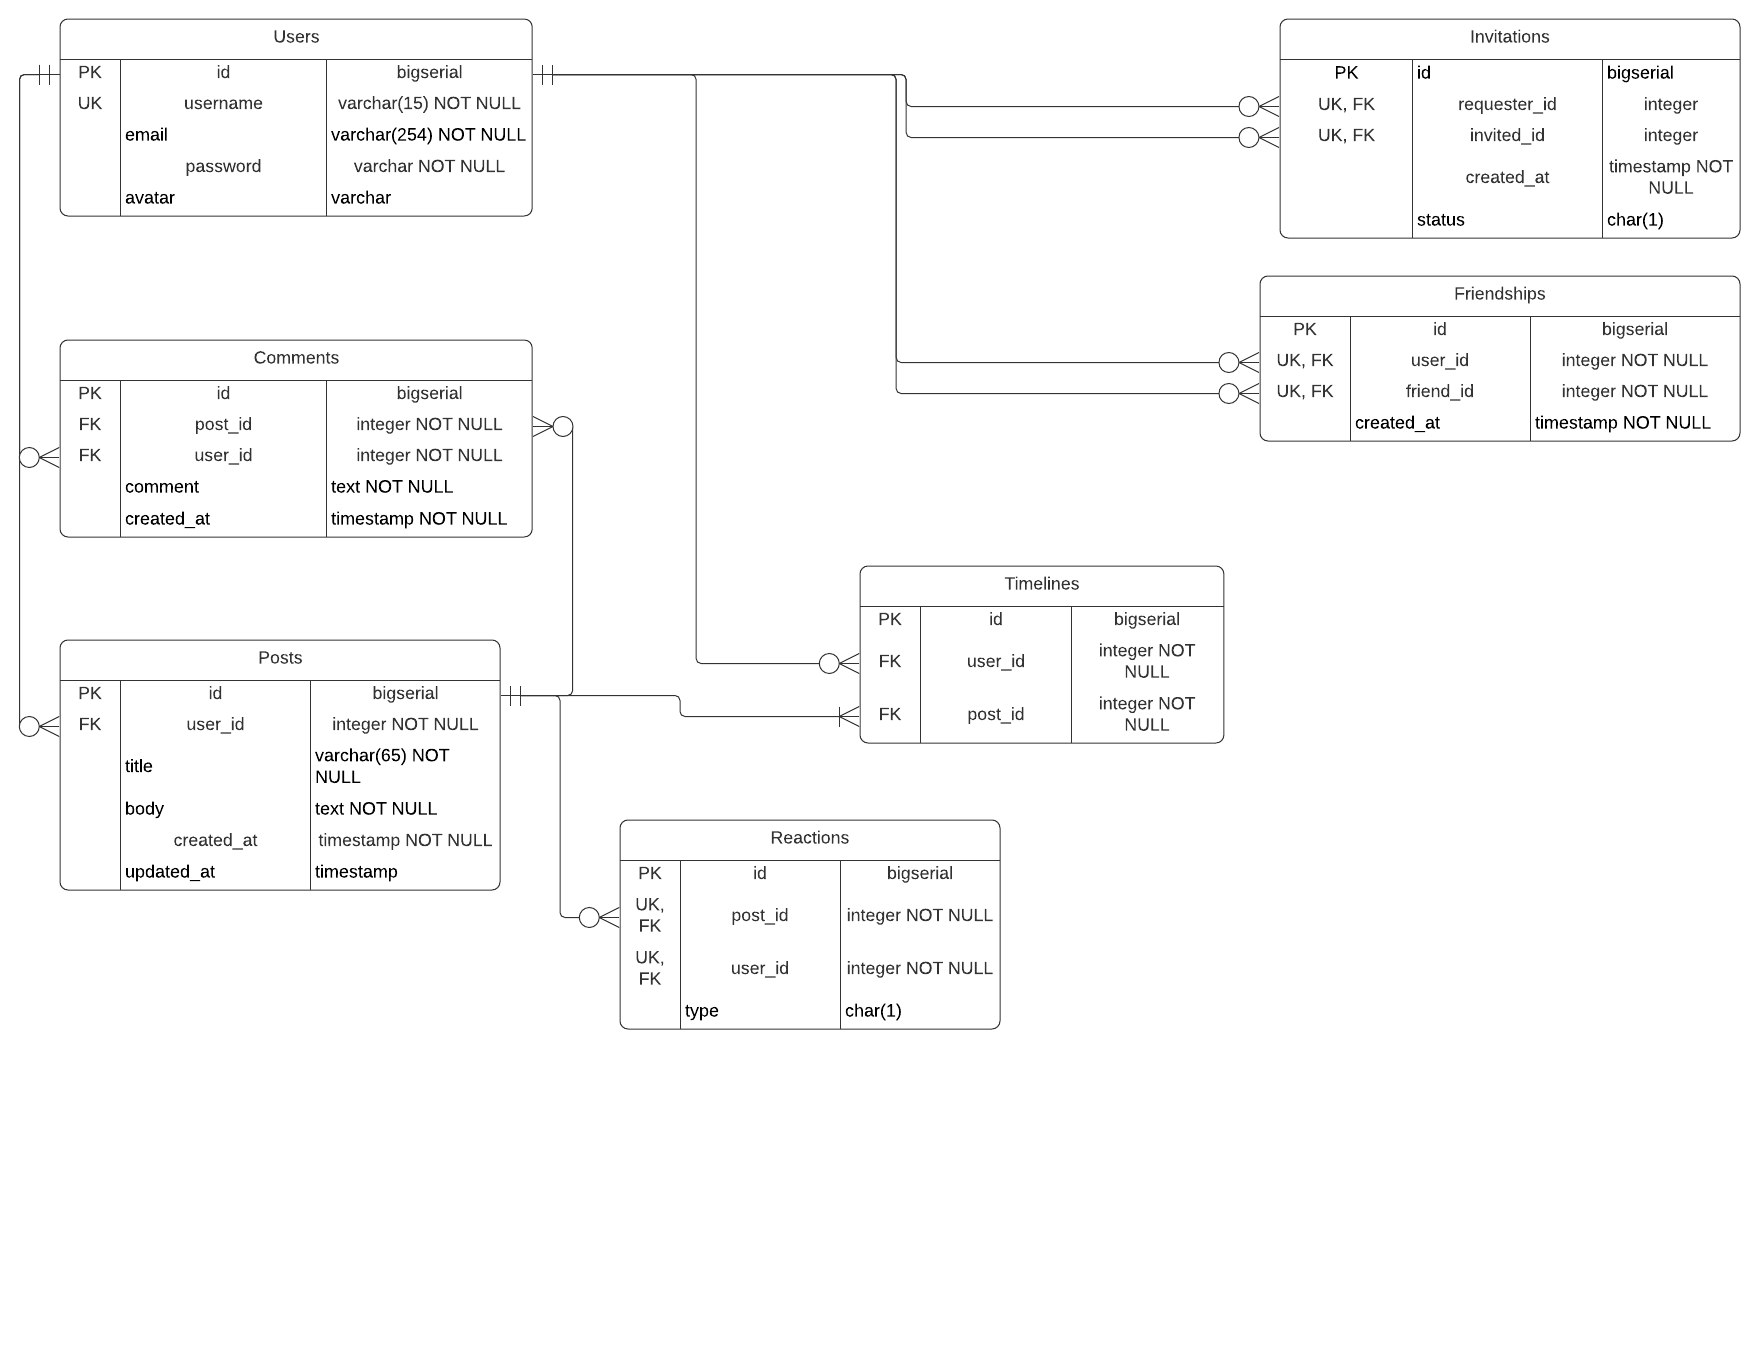 Users
PK id bigserial
UK username varchar(15) NOT NULL
email varchar(254) NOT NULL
password varchar NOT NULL
avatar varchar
Invitations
PK id bigserial
UK, FK requester_id integer
UK, FK invited_id integer
created_at timestamp NOT
NULL
status char(1)
Friendships
PK id bigserial
UK, FK user_id integer NOT NULL
UK, FK friend_id integer NOT NULL
created_at timestamp NOT NULL
Comments
PK id bigserial
FK post_id integer NOT NULL
FK user_id integer NOT NULL
comment text NOT NULL
created_at timestamp NOT NULL
Timelines
PK id bigserial
FK user_id integer NOT
NULL
FK post_id integer NOT
NULL
Posts
PK id bigserial
FK user_id integer NOT NULL
title varchar(65) NOT
NULL
body text NOT NULL
created_at timestamp NOT NULL
updated_at timestamp
Reactions
PK id bigserial
UK,
FK post_id integer NOT NULL
UK,
FK user_id integer NOT NULL
type char(1)